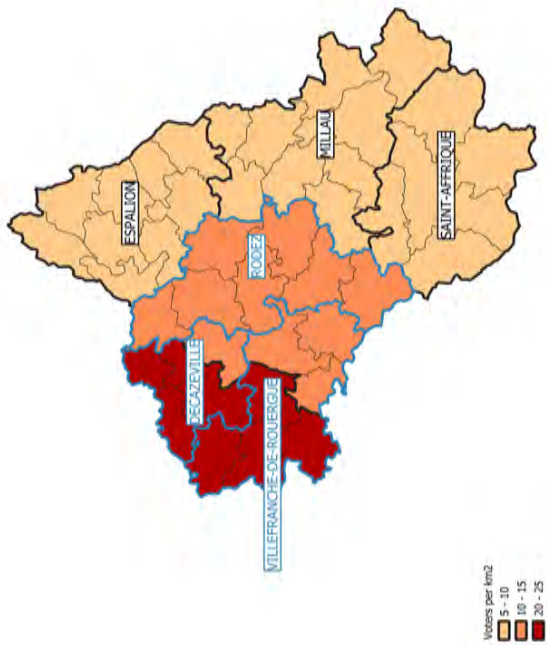 ESPALION
MILLAU
RODEZ
SAINT-AFFRIQUE
DECAZEVILLE
VILLEFRANCHE-DE-ROUERGUE
Voters per km2
5 - 10
10 - 15
20 - 25